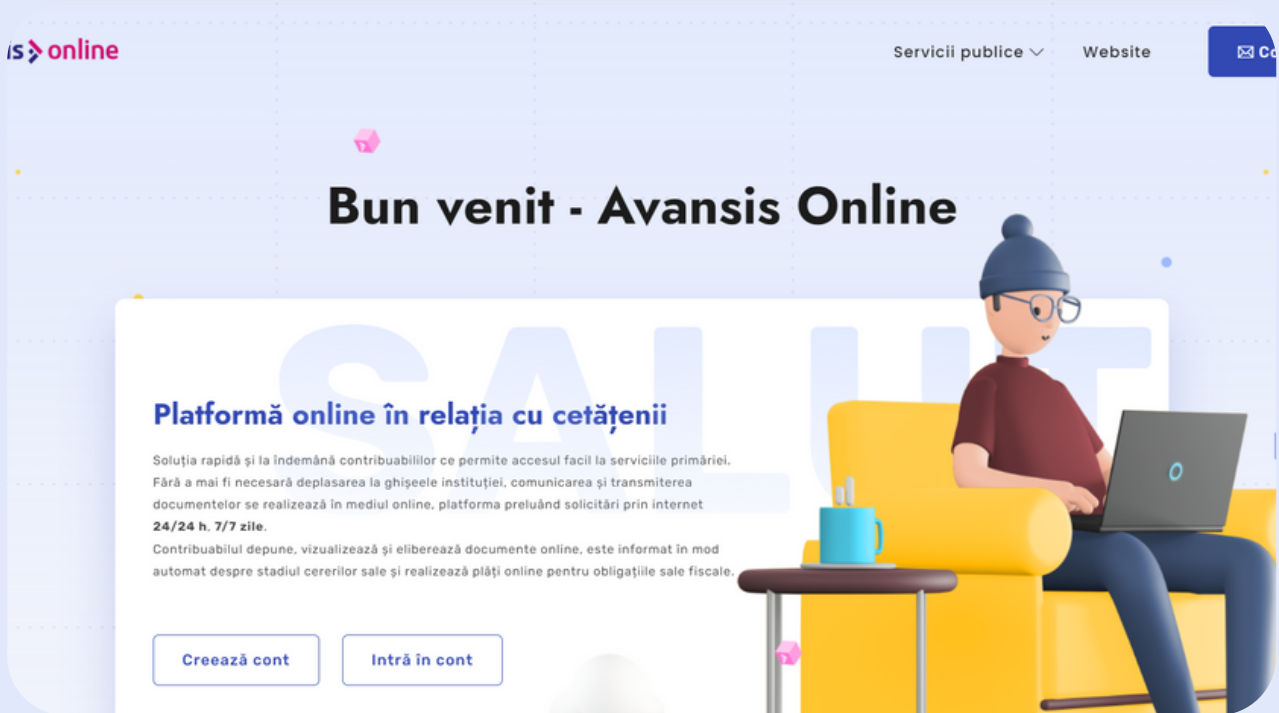 is online
Servicii publice
Website
Bun venit - Avansis Online
SALUT
Platformă online în relația cu cetățenii
Soluția rapidă și la îndemână contribuabililor ce permite accesul facil la serviciile primăriei.
Fără a mai fi necesară deplasarea la ghișeele instituției, comunicarea și transmiterea
documentelor se realizează în mediul online, platforma preluând solicitări prin internet
24/24 h, 7/7 zile.
Contribuabilul depune, vizualizează și eliberează documente online, este informat în mod
automat despre stadiul cererilor sale și realizează plăți online pentru obligațiile sale fiscale.
Creează cont
Intră în cont